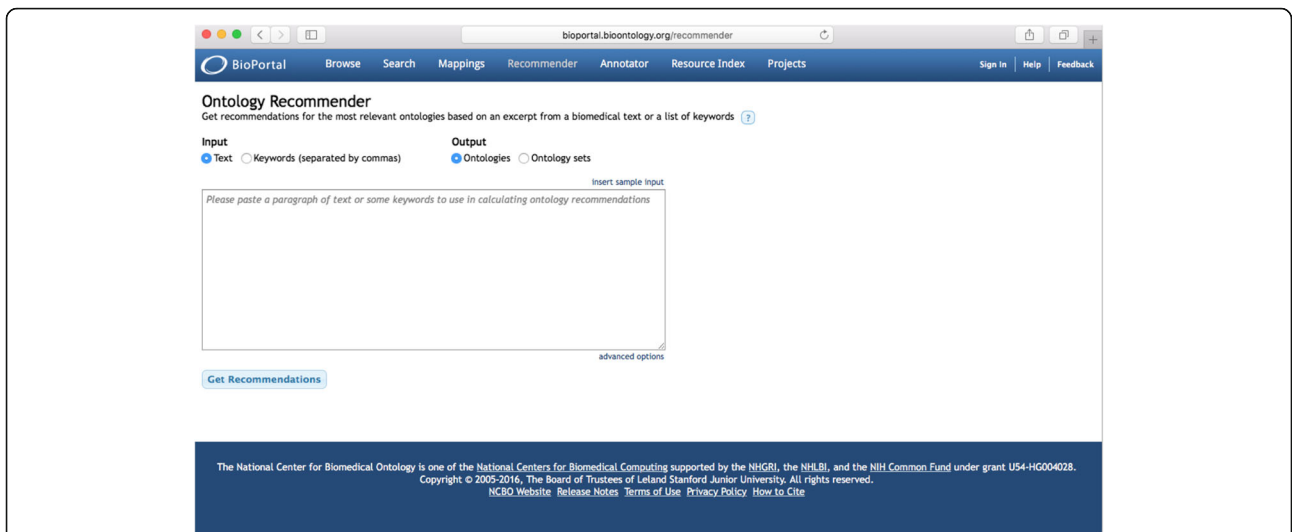 bioportal.bioontology.org/recommender
BioPortal Browse Search Mappings Recommender Annotator Resource Index Projects Sign In Help Feedback
Ontology Recommender
Get recommendations for the most relevant ontologies based on an excerpt from a biomedical text or a list of keywords ?
Input Output
Text Keywords (separated by commas) Ontologies Ontology sets
insert sample input
Please paste a paragraph of text or some keywords to use in calculating ontology recommendations
advanced options
Get Recommendations
The National Center for Biomedical Ontology is one of the National Centers for Biomedical Computing supported by the NHGRI, the NHLBI, and the NIH Common Fund under grant U54-HG004028.
Copyright © 2005-2016, The Board of Trustees of Leland Stanford Junior University. All rights reserved.
NCBO Website Release Notes Terms of Use Privacy Policy How to Cite